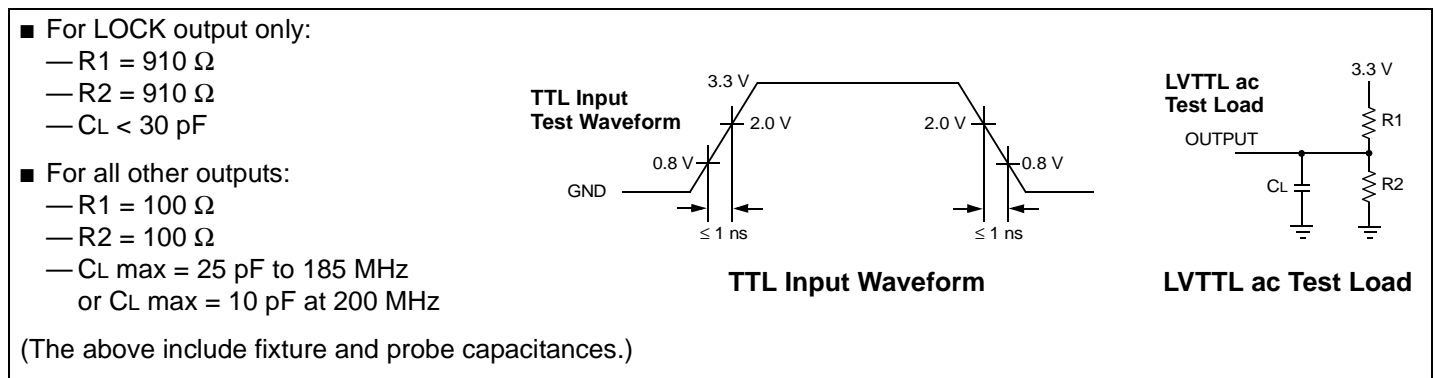 ■ For LOCK output only:
— R1 = 910 Ω
— R2 = 910 Ω
— CL < 30 pF
■ For all other outputs:
— R1 = 100 Ω
— R2 = 100 Ω
— CL max = 25 pF to 185 MHz
or CL max = 10 pF at 200 MHz
(The above include fixture and probe capacitances.)
TTL Input
Test Waveform
3.3 V
2.0 V
0.8 V
GND
≤ 1 ns
2.0 V
0.8 V
≤ 1 ns
TTL Input Waveform
LVTTL ac
Test Load
3.3 V
R1
OUTPUT
CL
R2
LVTTL ac Test Load